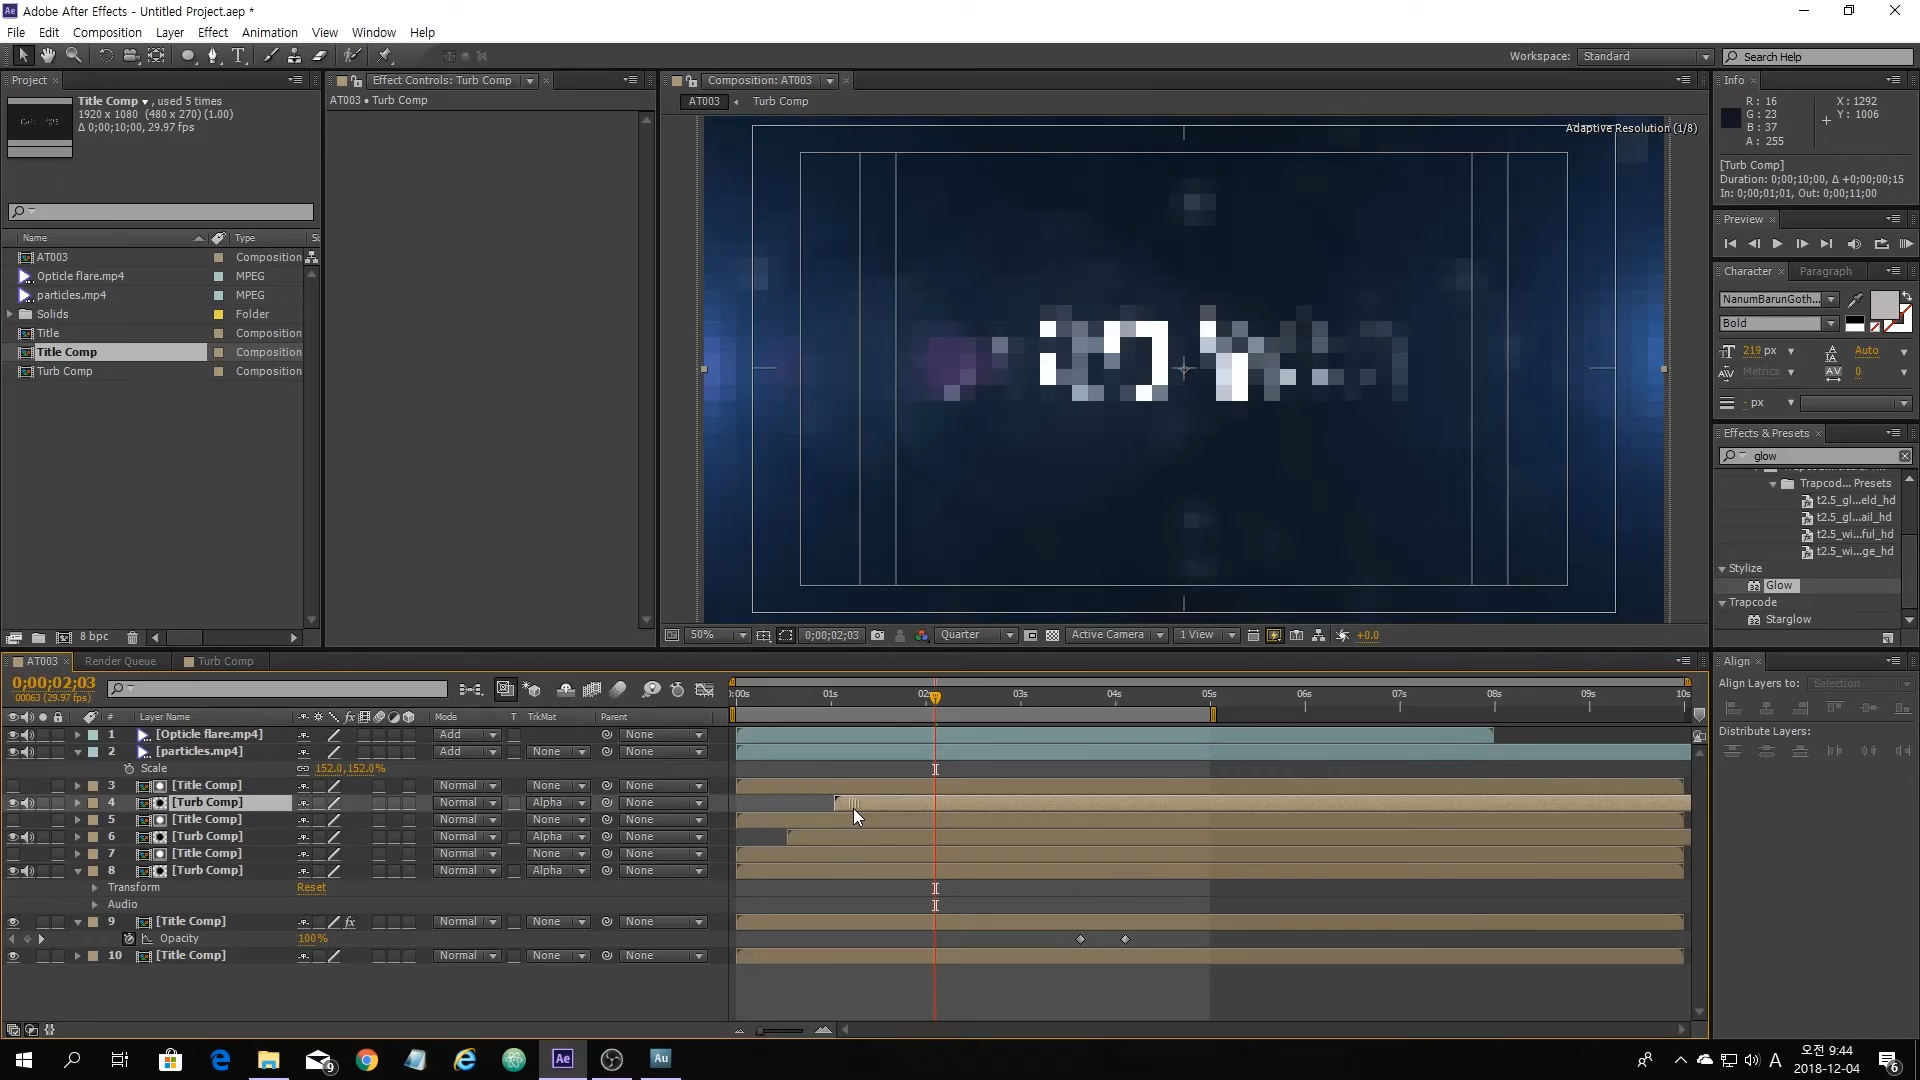 Adobe After Effects - Untitled Project.aep *
File Edit Composition Layer Effect Animation View Window Help
Workspace: Standard Search Help
Project Effect Controls: Turb Comp Composition: AT003 Info
Title Comp , used 5 times
1920 x 1080 (480 x 270) (1.00)
Δ 0;00;10;00, 29.97 fps
AT003 • Turb Comp
AT003 Turb Comp
Adaptive Resolution (1/8)
R : 16 X : 1292
G : 23 Y : 1006
B : 37
A : 255
[Turb Comp]
Duration: 0;00;10;00, Δ +0;00;00;15
In: 0;00;01;01, Out: 0;00;11;00
Preview
Name Type
AT003 Composition
Opticle flare.mp4 MPEG
particles.mp4 MPEG
Solids Folder
Title Composition
Title Comp Composition
Turb Comp Composition
Character Paragraph
NanumBarunGoth...
Bold
219 px Auto
Metrics 0
- px
Effects & Presets
glow
Trapcod... Presets
t2.5_gl...eld_hd
t2.5_gl...ail_hd
t2.5_wi...ful_hd
t2.5_wi...ge_hd
Stylize
Glow
Trapcode
Starglow
8 bpc
50% 0;00;02;03 Quarter Active Camera 1 View +0.0
AT003 Render Queue Turb Comp
0;00;02;03
00063 (29.97 fps)
01s 03s 04s 05s 06s 07s 08s 09s 10s
# Layer Name Mode T TrkMat Parent
1 [Opticle flare.mp4] Add None
2 [particles.mp4] Add None None
Scale 152.0,152.0%
3 [Title Comp] Normal None None
4 [Turb Comp] Normal Alpha None
5 [Title Comp] Normal None None
6 [Turb Comp] Normal Alpha None
7 [Title Comp] Normal None None
8 [Turb Comp] Normal Alpha None
Transform Reset
Audio
9 [Title Comp] Normal None None
Opacity 100%
10 [Title Comp] Normal None None
Align
Align Layers to: Selection
Distribute Layers:
9 Ae Au A 오전 9:44
2018-12-04 6